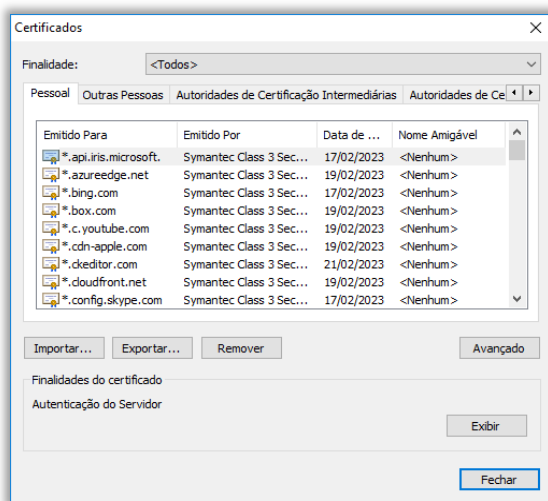 Certificados
Finalidade: <Todos>
Pessoal Outras Pessoas Autoridades de Certificação Intermediárias Autoridades de Ce
Emitido Para Emitido Por Data de ... Nome Amigável
*.api.iris.microsoft. Symantec Class 3 Sec... 17/02/2023 <Nenhum>
*.azureedge.net Symantec Class 3 Sec... 19/02/2023 <Nenhum>
*.bing.com Symantec Class 3 Sec... 17/02/2023 <Nenhum>
*.box.com Symantec Class 3 Sec... 19/02/2023 <Nenhum>
*.c.youtube.com Symantec Class 3 Sec... 19/02/2023 <Nenhum>
*.cdn-apple.com Symantec Class 3 Sec... 19/02/2023 <Nenhum>
*.ckeditor.com Symantec Class 3 Sec... 21/02/2023 <Nenhum>
*.cloudfront.net Symantec Class 3 Sec... 19/02/2023 <Nenhum>
*.config.skype.com Symantec Class 3 Sec... 17/02/2023 <Nenhum>
Importar... Exportar... Remover Avançado
Finalidades do certificado
Autenticação do Servidor
Exibir
Fechar